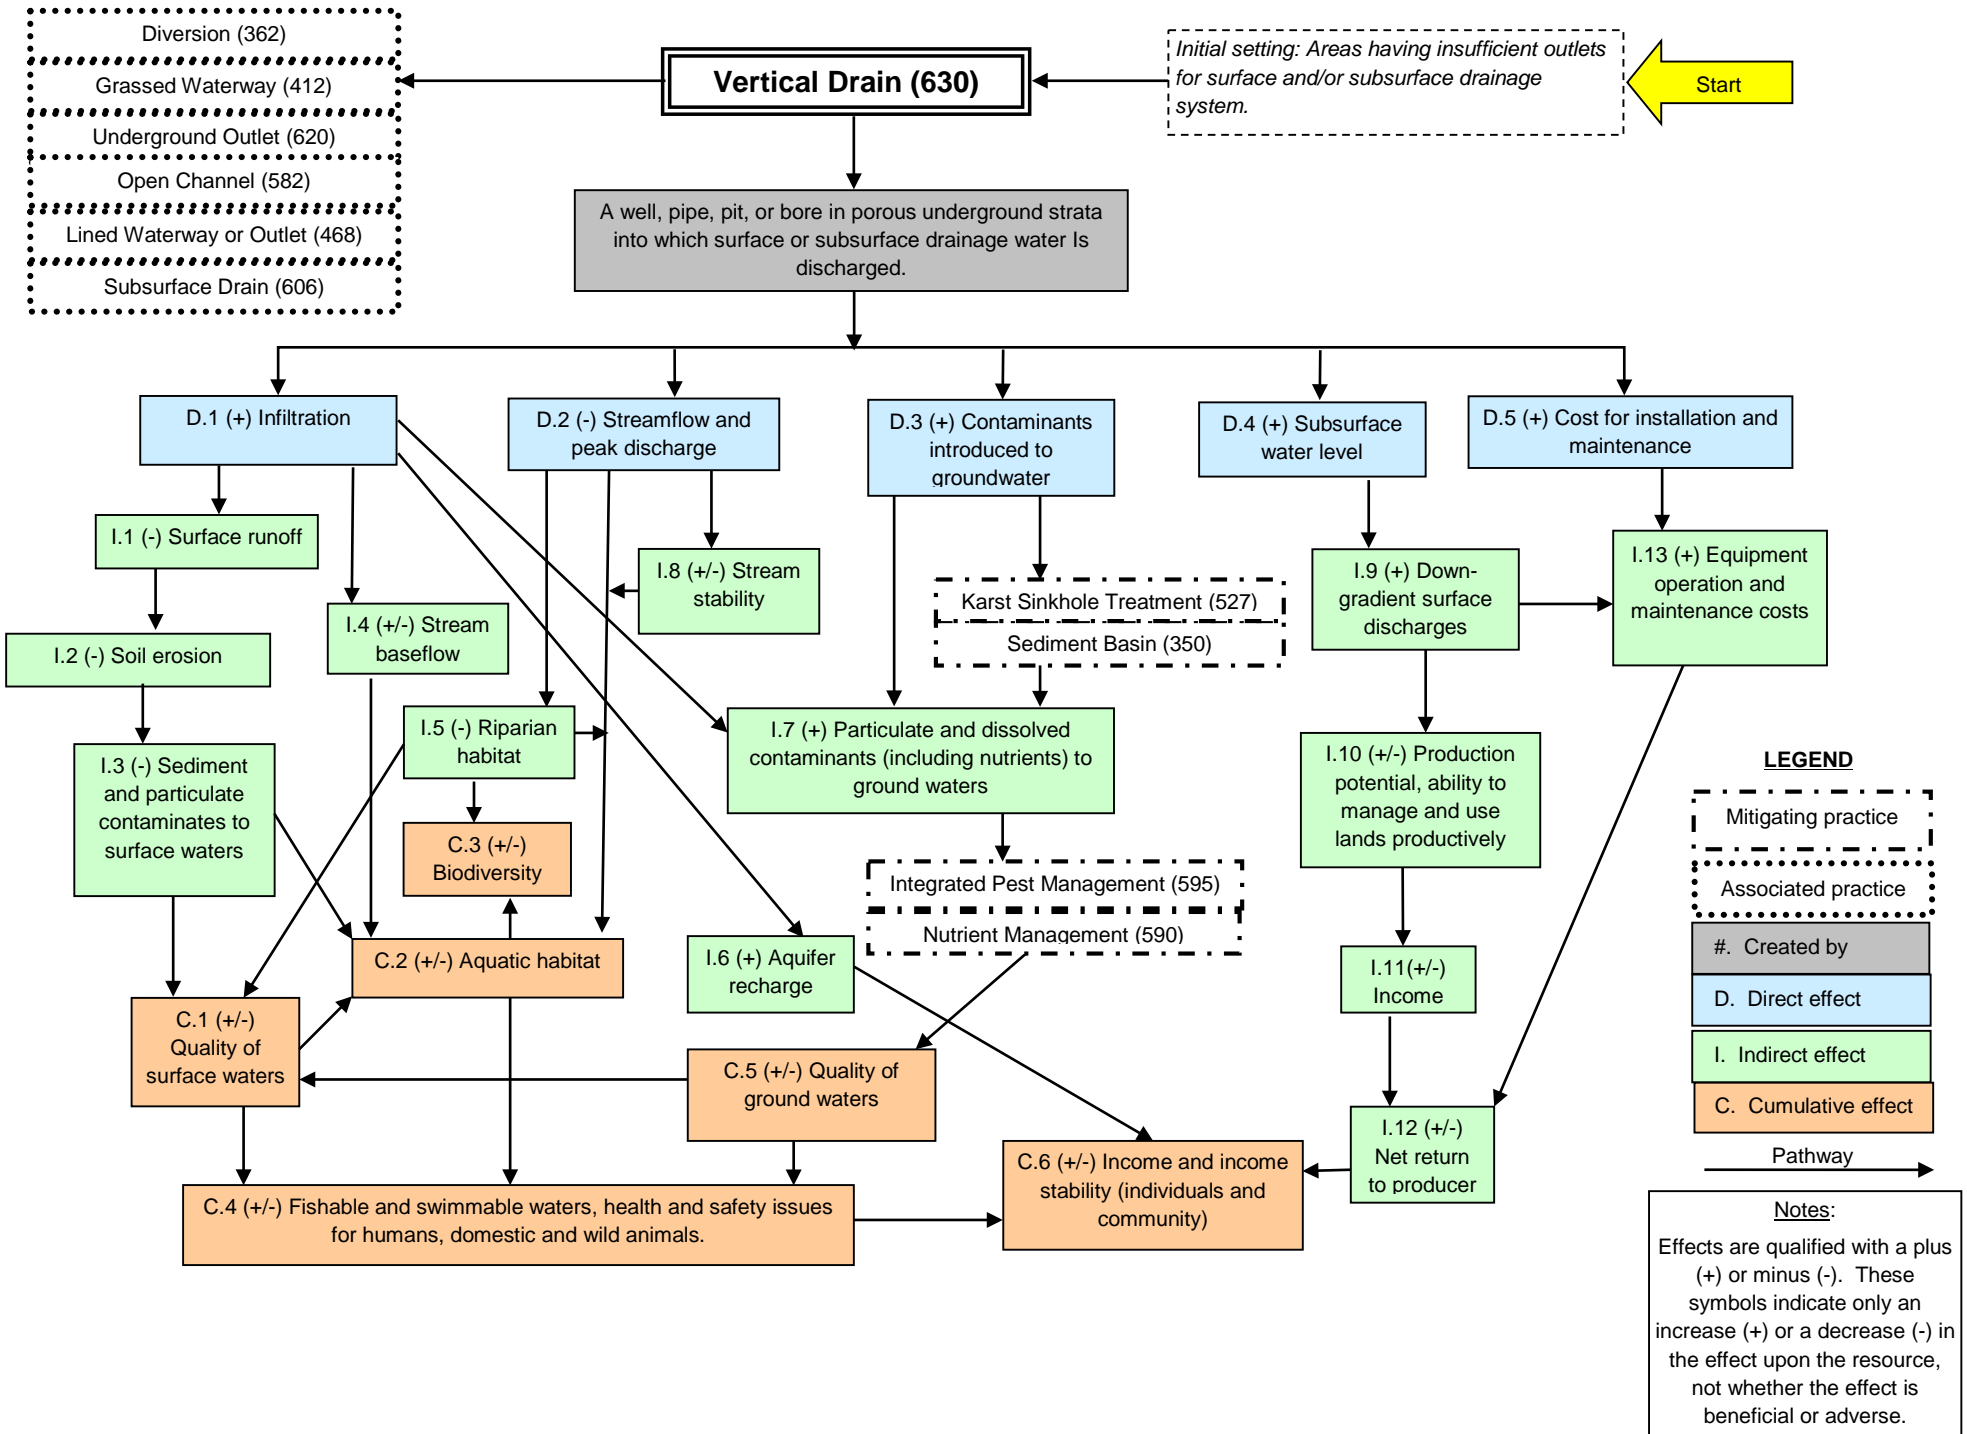 Diversion (362)
Grassed Waterway (412)
Underground Outlet (620)
Open Channel (582)
Lined Waterway or Outlet (468)
Subsurface Drain (606)
Vertical Drain (630)
Initial setting: Areas having insufficient outlets
for surface and/or subsurface drainage
system.
Start
A well, pipe, pit, or bore in porous underground strata
into which surface or subsurface drainage water Is
discharged.
D.1 (+) Infiltration
D.2 (-) Streamflow and
peak discharge
D.3 (+) Contaminants
introduced to
groundwater
D.4 (+) Subsurface
water level
D.5 (+) Cost for installation and
maintenance
I.1 (-) Surface runoff
I.2 (-) Soil erosion
I.3 (-) Sediment
and particulate
contaminates to
surface waters
I.4 (+/-) Stream
baseflow
I.5 (-) Riparian
habitat
I.8 (+/-) Stream
stability
Karst Sinkhole Treatment (527)
Sediment Basin (350)
I.7 (+) Particulate and dissolved
contaminants (including nutrients) to
ground waters
I.9 (+) Down-
gradient surface
discharges
I.13 (+) Equipment
operation and
maintenance costs
I.10 (+/-) Production
potential, ability to
manage and use
lands productively
C.3 (+/-)
Biodiversity
Integrated Pest Management (595)
Nutrient Management (590)
C.2 (+/-) Aquatic habitat
I.6 (+) Aquifer
recharge
I.11(+/-)
Income
C.1 (+/-)
Quality of
surface waters
C.5 (+/-) Quality of
ground waters
I.12 (+/-)
Net return
to producer
C.6 (+/-) Income and income
stability (individuals and
community)
C.4 (+/-) Fishable and swimmable waters, health and safety issues
for humans, domestic and wild animals.
LEGEND
Mitigating practice
Associated practice
#. Created by
D. Direct effect
I. Indirect effect
C. Cumulative effect
Pathway
Notes:
Effects are qualified with a plus
(+) or minus (-). These
symbols indicate only an
increase (+) or a decrease (-) in
the effect upon the resource,
not whether the effect is
beneficial or adverse.